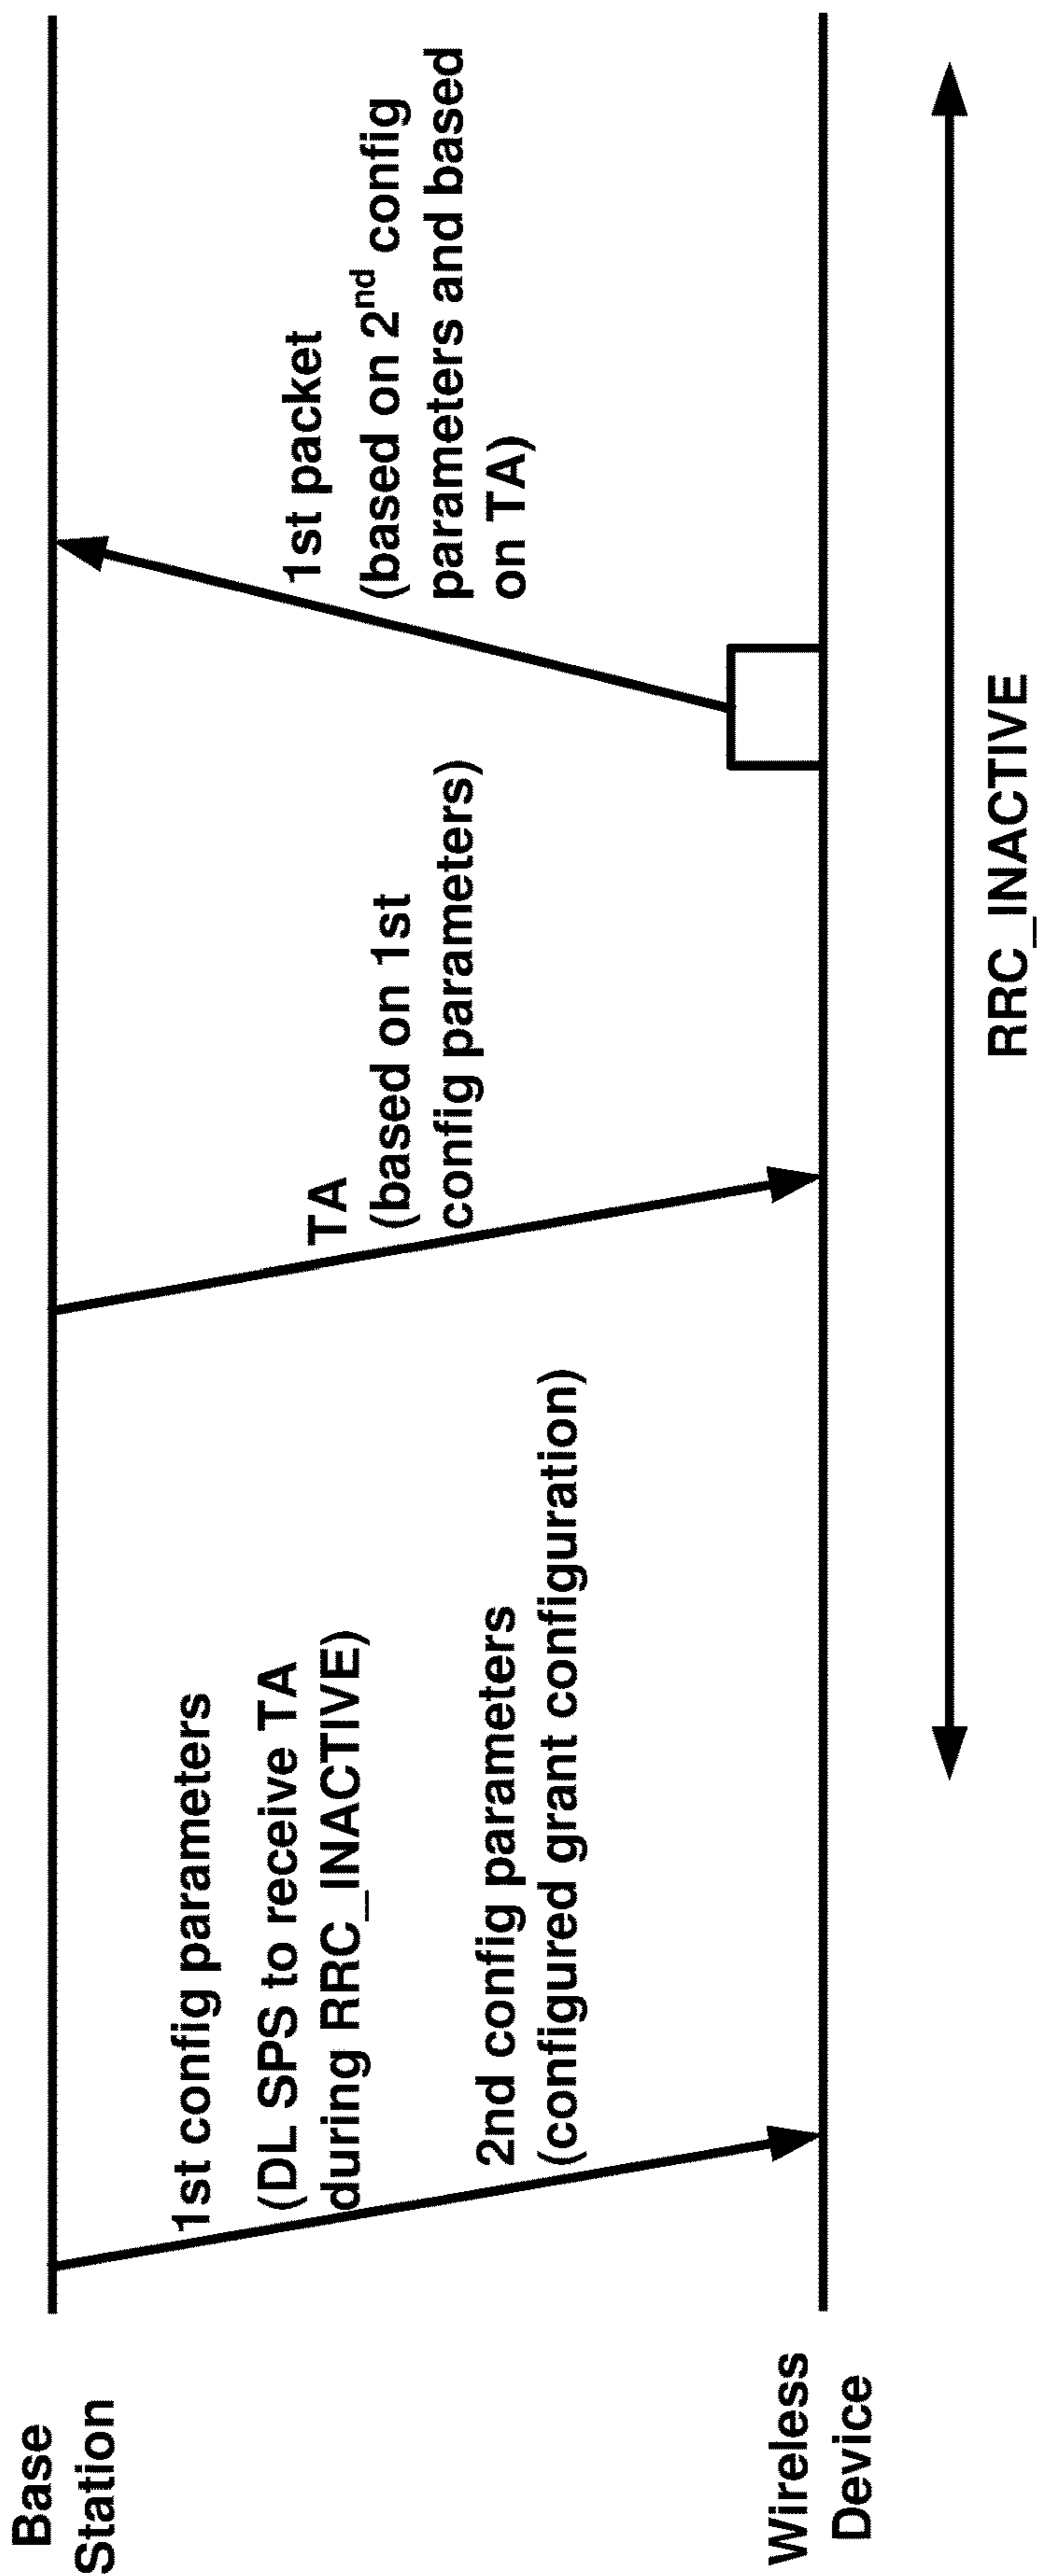 Base
Station
Wireless
Device
1st config parameters
(DL SPS to receive TA
during RRC_INACTIVE)
2nd config parameters
(configured grant configuration)
TA
(based on 1st
config parameters)
1st packet
(based on 2nd config
parameters and based
on TA)
RRC_INACTIVE